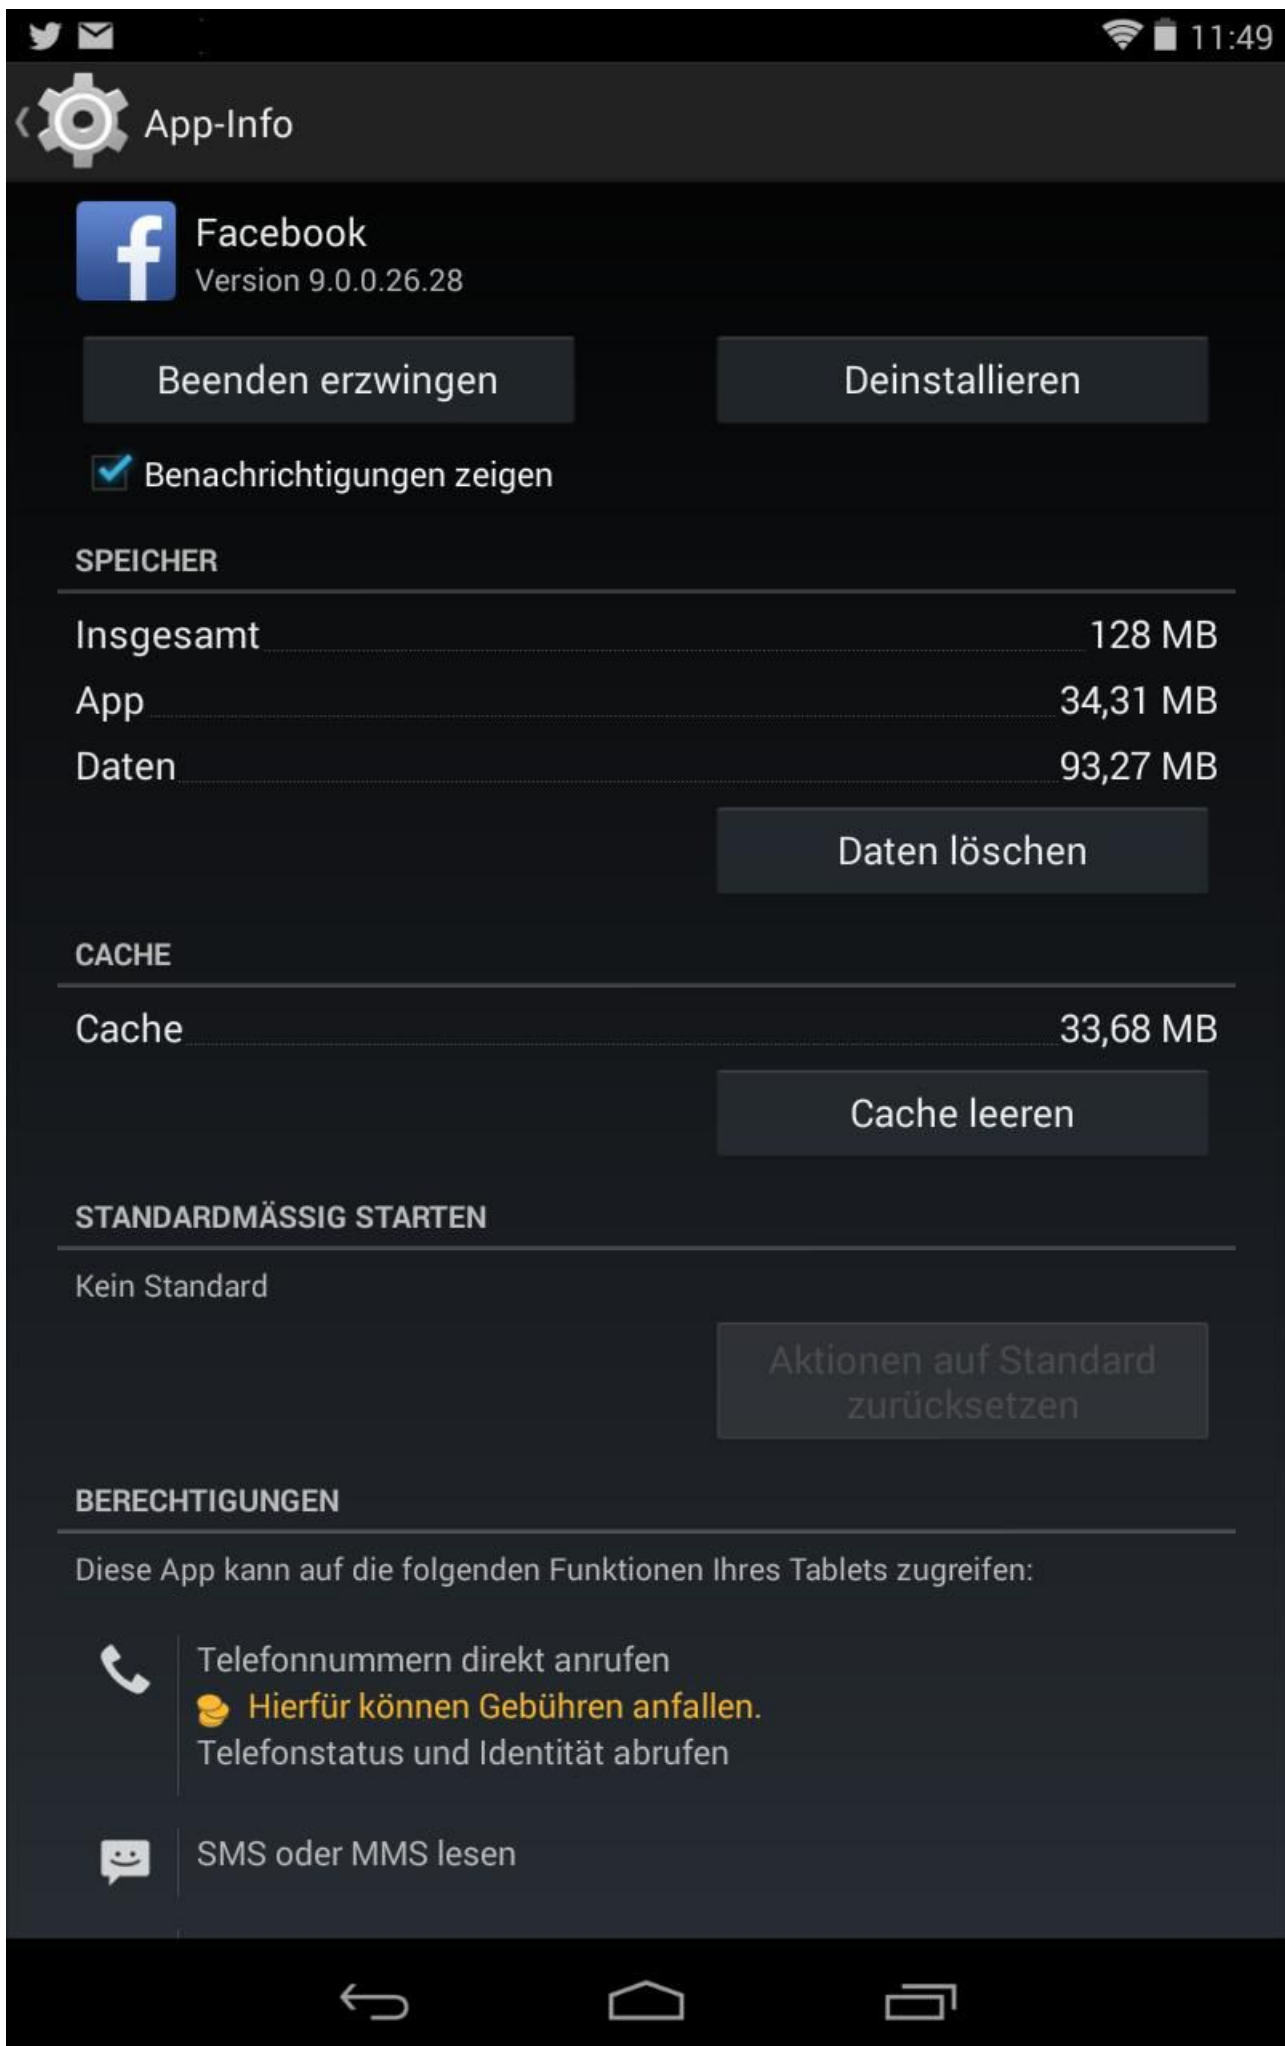 11:49
App-Info
Facebook
Version 9.0.0.26.28
Beenden erzwingen
Deinstallieren
Benachrichtigungen zeigen
SPEICHER
Insgesamt 128 MB
App 34,31 MB
Daten 93,27 MB
Daten löschen
CACHE
Cache 33,68 MB
Cache leeren
STANDARDMÄSSIG STARTEN
Kein Standard
Aktionen auf Standard
zurücksetzen
BERECHTIGUNGEN
Diese App kann auf die folgenden Funktionen Ihres Tablets zugreifen:
Telefonnummern direkt anrufen
Hierfür können Gebühren anfallen.
Telefonstatus und Identität abrufen
SMS oder MMS lesen